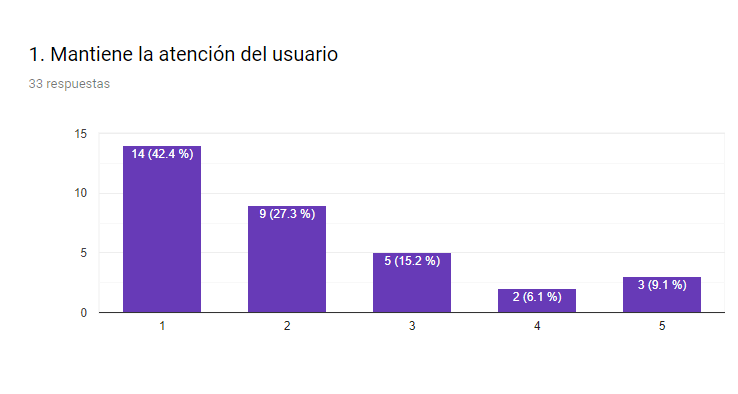 1. Mantiene la atención del usuario
33 respuestas
15
10
5
0
14 (42.4 %)
9 (27.3 %)
5 (15.2 %)
2 (6.1 %)
3 (9.1 %)
1
2
3
4
5